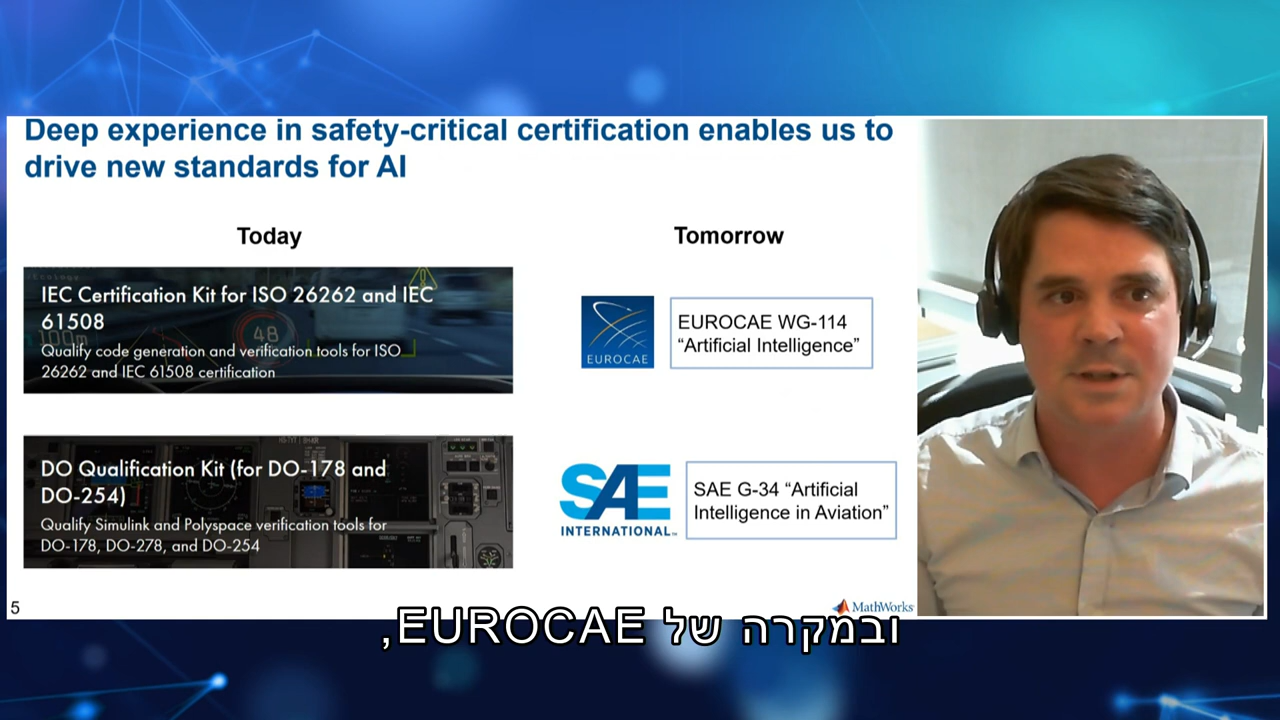 Deep experience in safety-critical certification enables us to
drive new standards for AI
Today
Tomorrow
IEC Certification Kit for ISO 26262 and IEC
61508
Qualify code generation and verification tools for ISO
26262 and IEC 61508 certification
48
EUROCAE
EUROCAE WG-114
“Artificial Intelligence”
DO Qualification Kit (for DO-178 and
DO-254)
Qualify Simulink and Polyspace verification tools for
DO-178, DO-278, and DO-254
SAE
INTERNATIONAL
SAE G-34 “Artificial
Intelligence in Aviation”
5
MathWorks
ובמקרה של EUROCAE,